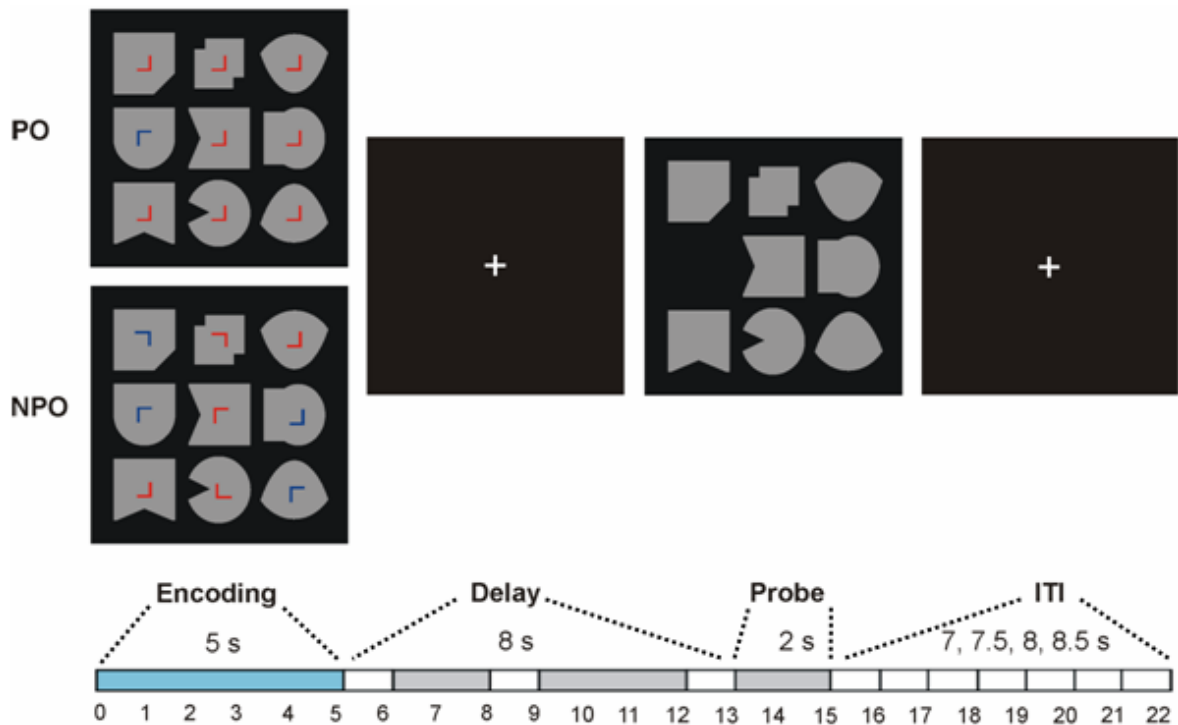 PO
NPO
Encoding Delay Probe ITI
5 s 8 s 2 s 7, 7.5, 8, 8.5 s
0 1 2 3 4 5 6 7 8 9 10 11 12 13 14 15 16 17 18 19 20 21 22